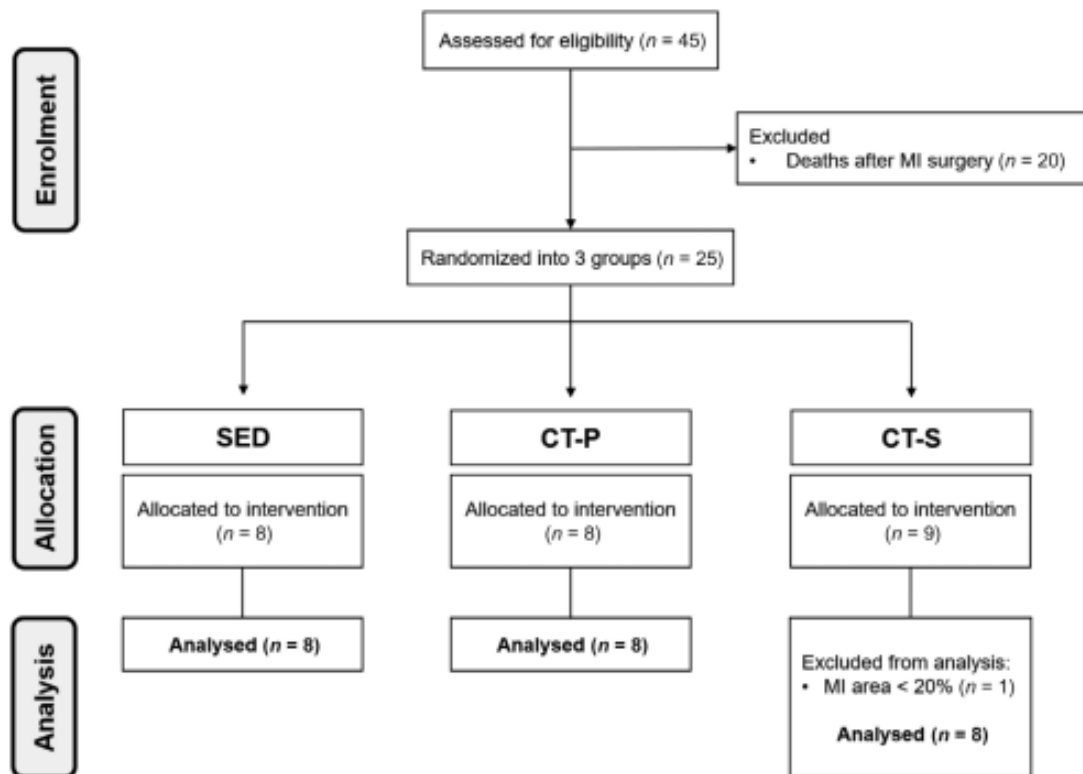 Enrolment
Assessed for eligibility (n = 45)
Excluded
• Deaths after MI surgery (n = 20)
Randomized into 3 groups (n = 25)
Allocation
SED
CT-P
CT-S
Allocated to intervention
(n = 8)
Allocated to intervention
(n = 8)
Allocated to intervention
(n = 9)
Analysis
Analysed (n = 8)
Analysed (n = 8)
Excluded from analysis:
• MI area < 20% (n = 1)
Analysed (n = 8)